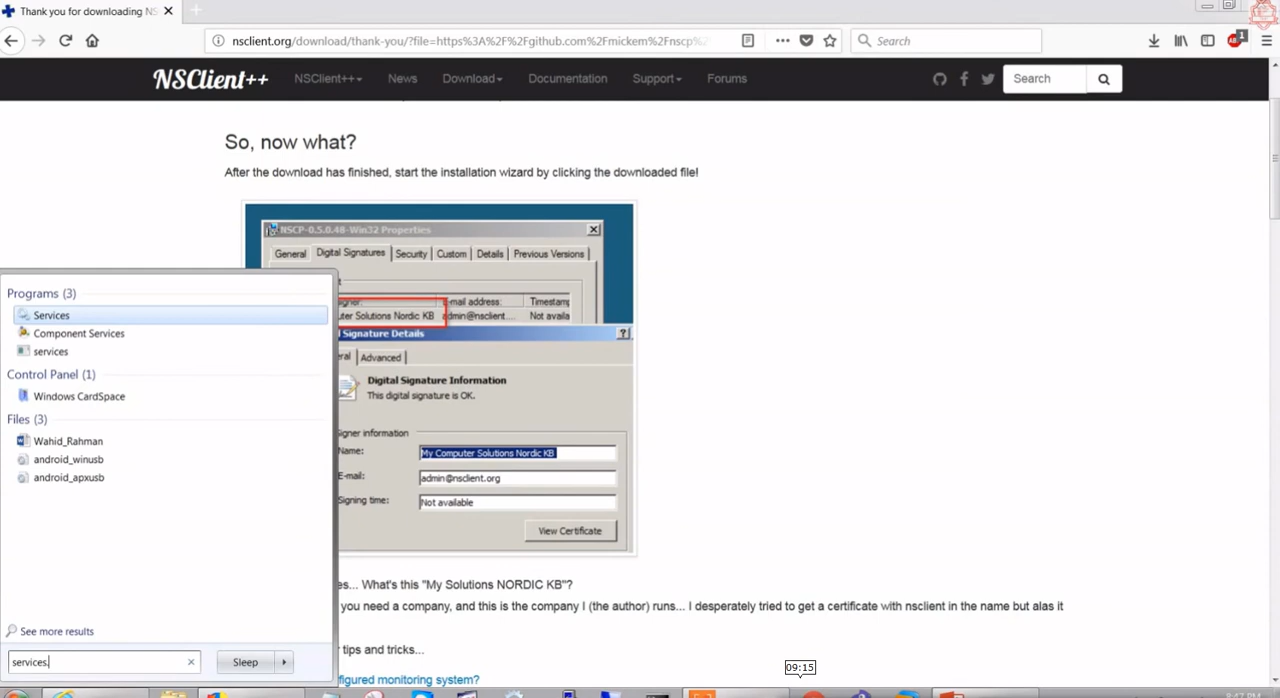 Thank you for downloading NS
nsclient.org/download/thank-you/?file=https%3A%2F%2Fgithub.com%2Fmickem%2Fnscp%2
Search
1
NSClient++
NSClient++
News
Download
Documentation
Support
Forums
Search
So, now what?
After the download has finished, start the installation wizard by clicking the downloaded file!
NSCP-0.5.0.48-Win32 Properties
General
Digital Signatures
Security
Custom
Details
Previous Versions
E-mail address:
Timestamp
uter Solutions Nordic KB
admin@nsclient....
Not availa
l Signature Details
Advanced
Digital Signature Information
This digital signature is OK.
Signer information
Name:
My Computer Solutions Nordic KB
E-mail:
admin@nsclient.org
Signing time:
Not available
View Certificate
es... What's this "My Solutions NORDIC KB"?
you need a company, and this is the company I (the author) runs... I desperately tried to get a certificate with nsclient in the name but alas it
r tips and tricks...
figured monitoring system?
Programs (3)
Services
Component Services
services
Control Panel (1)
Windows CardSpace
Files (3)
Wahid_Rahman
android_winusb
android_apxusb
See more results
services.
Sleep
09:15